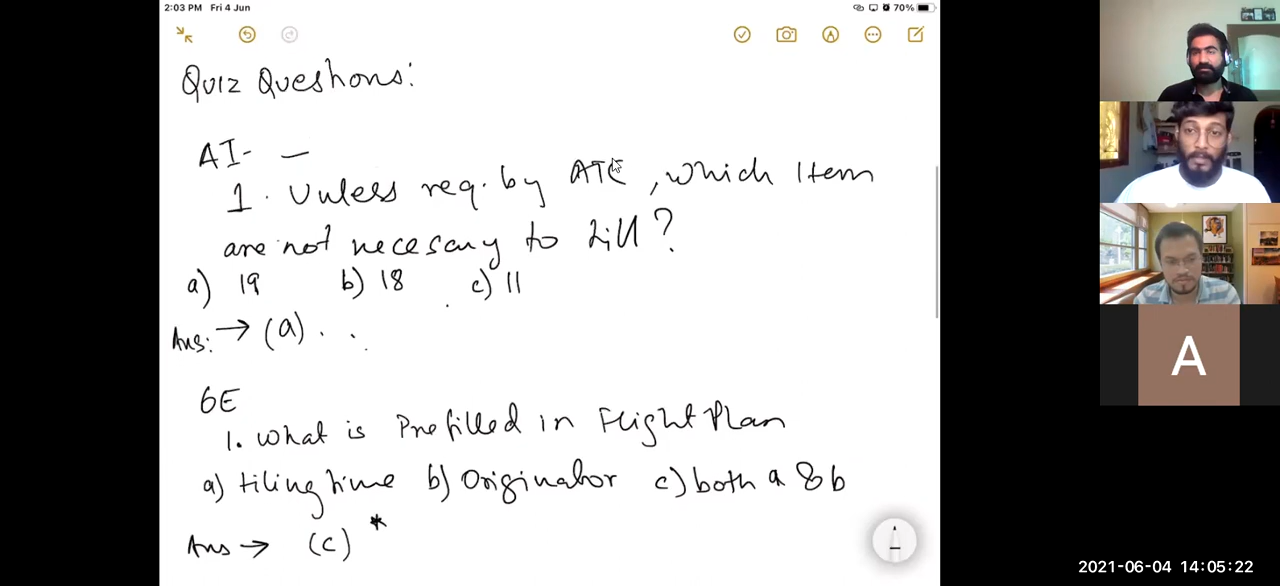 2:03 PM Fri 4 Jun
70%
Quiz Questions:
AI- —
1. Unless req. by ATC, which Item
are not necesary to fill?
a) 19 b) 18 c) 11
Ans: → (a)
6E
1. What is Prefilled in Flight Plan
a) filing time b) Originator c) both a & b
Ans → (c) *
A
2021-06-04 14:05:22